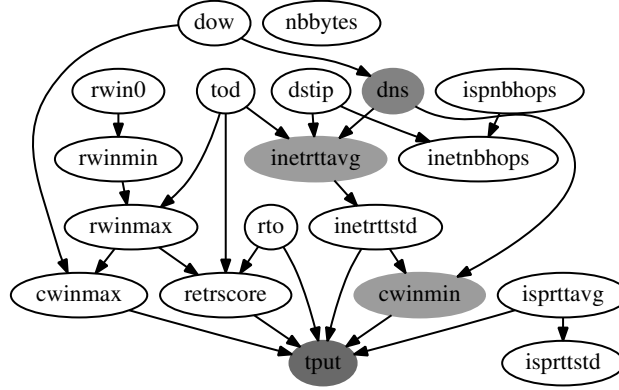 dow
nbbytes
rwin0
tod
dstip
dns
ispnbhops
rwinmin
inetrttavg
inetnbhops
rwinmax
rto
inetrttstd
cwinmax
retrscore
cwinmin
isprttavg
tput
isprttstd